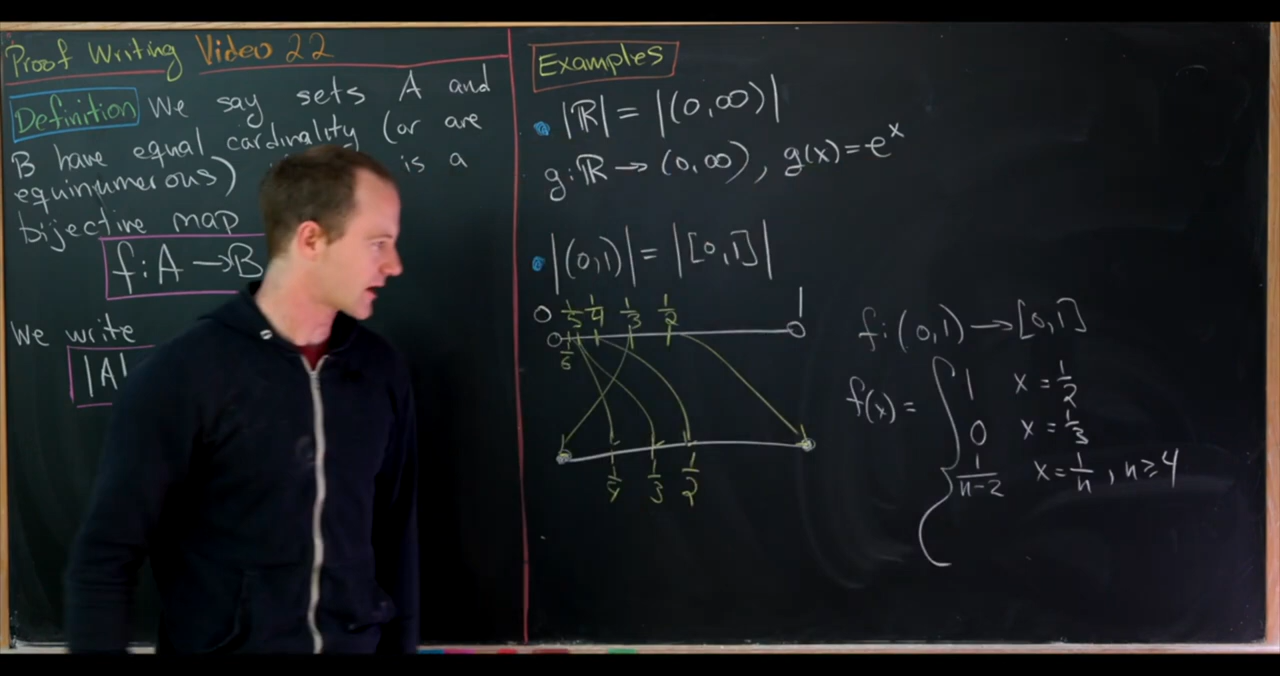 Proof Writing Video 22
Definition We say sets A and
B have equal cardinality (or are
equinumerous) is a
bijective map
f: A → B
We write
|A|
Examples
|ℝ| = |(0,∞)|
g: ℝ → (0,∞), g(x) = e^x
|(0,1)| = |[0,1]|
0 1/5 1/4 1/3 1/2 1
1/6
1/4 1/3 1/2
f: (0,1) → [0,1]
f(x) = { 1 x = 1/2
0 x = 1/3
1/(n-2) x = 1/n, n ≥ 4